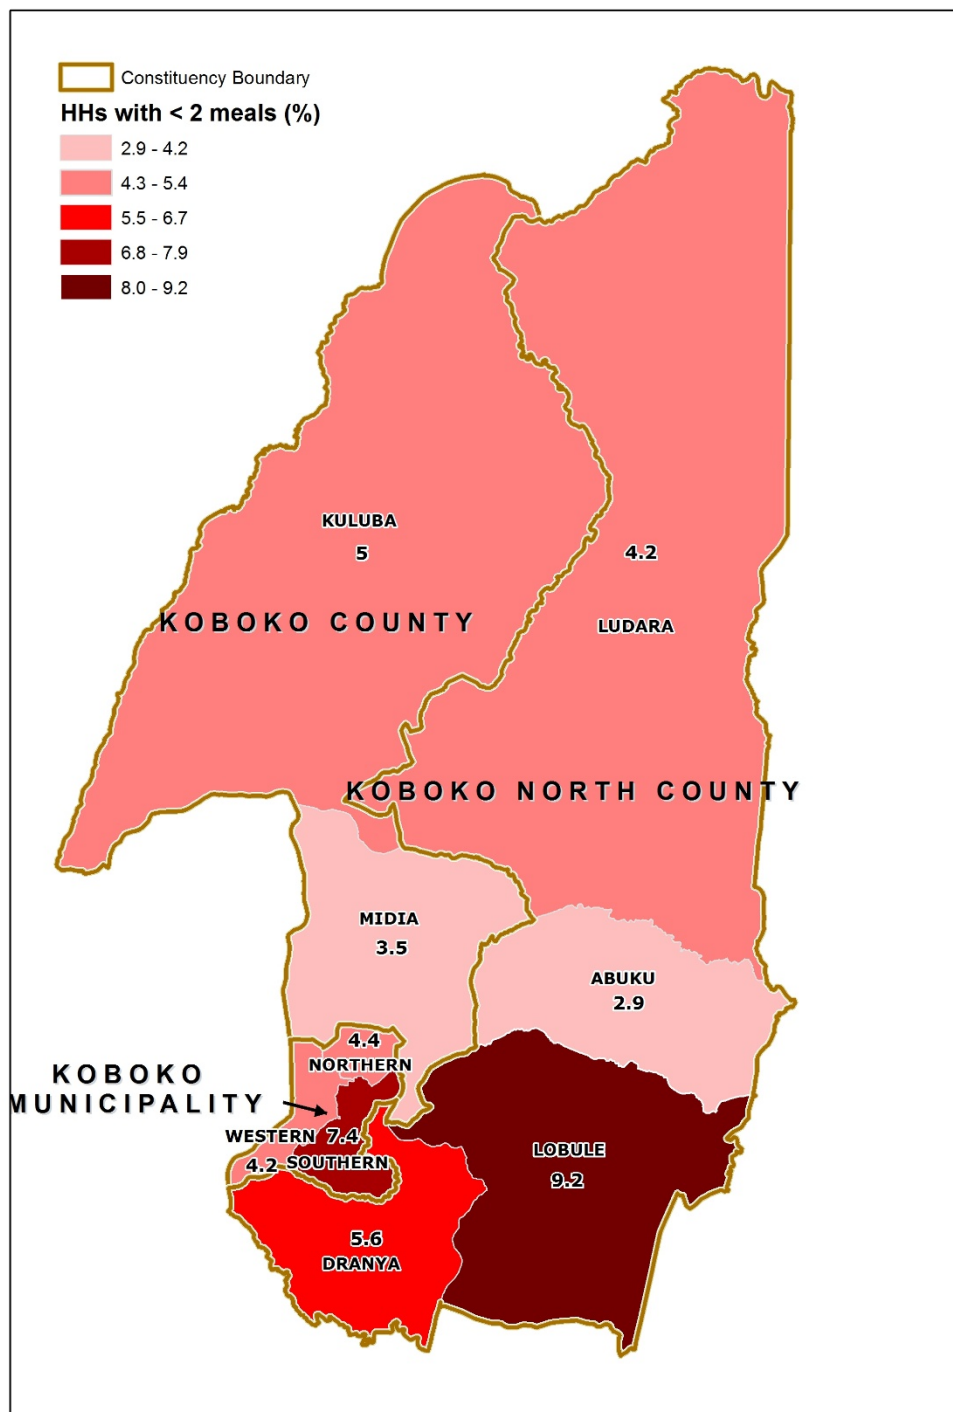 Constituency Boundary
HHs with < 2 meals (%)
2.9 - 4.2
4.3 - 5.4
5.5 - 6.7
6.8 - 7.9
8.0 - 9.2
KULUBA
5
4.2
LUDARA
KOBOKO COUNTY
KOBOKO NORTH COUNTY
MIDIA
3.5
ABUKU
2.9
4.4
NORTHERN
KOBOKO
MUNICIPALITY
WESTERN
4.2
7.4
SOUTHERN
LOBULE
9.2
5.6
DRANYA